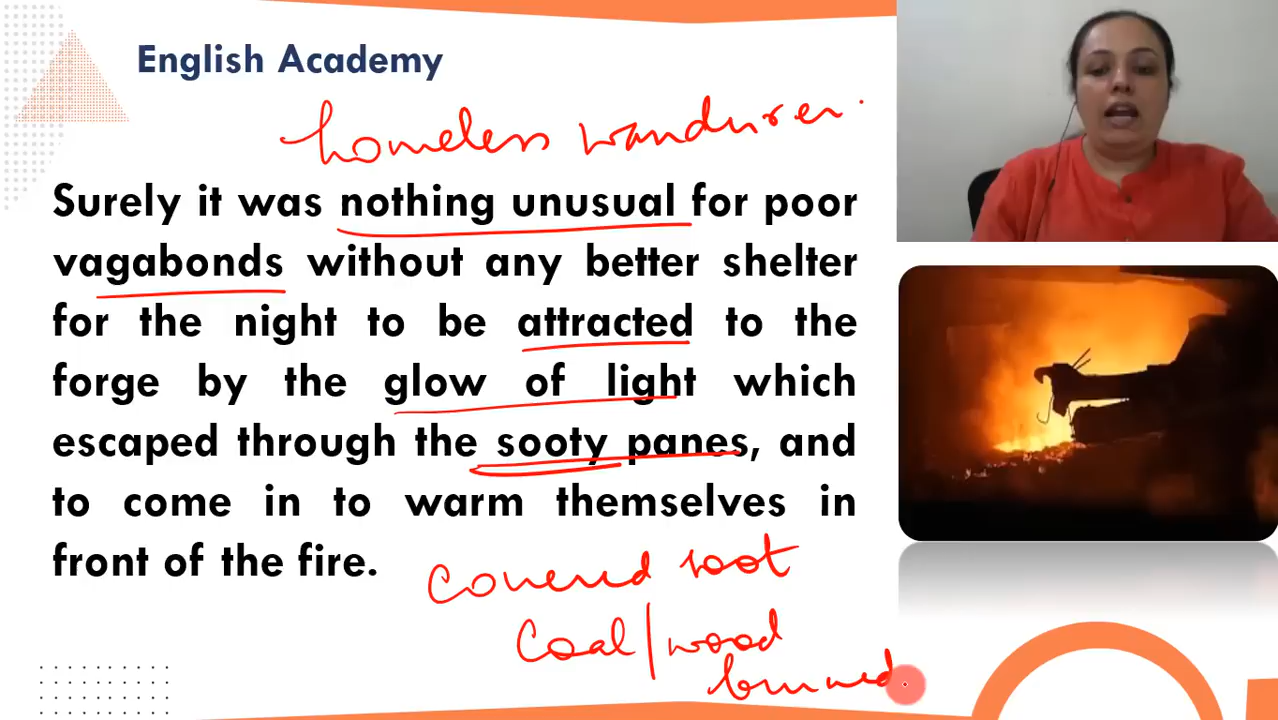 English Academy
homeless wanderer.
Surely it was nothing unusual for poor
vagabonds without any better shelter
for the night to be attracted to the
forge by the glow of light which
escaped through the sooty panes, and
to come in to warm themselves in
front of the fire.
covered soot
coal/wood
burned